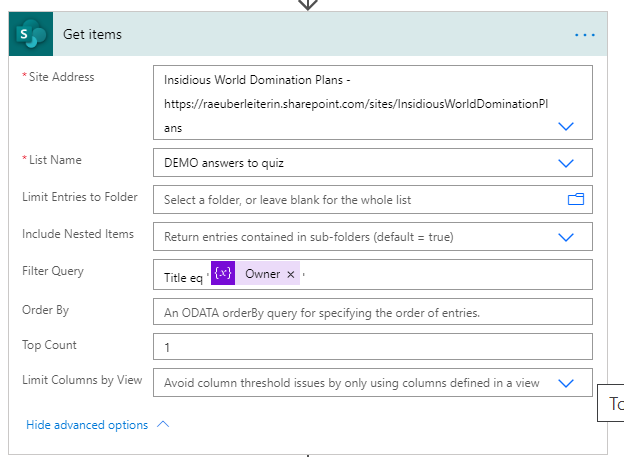 S
Get items
...
* Site Address
Insidious World Domination Plans -
https://raeuberleiterin.sharepoint.com/sites/InsidiousWorldDominationPl
ans
* List Name
DEMO answers to quiz
Limit Entries to Folder
Select a folder, or leave blank for the whole list
Include Nested Items
Return entries contained in sub-folders (default = true)
Filter Query
Title eq ' {x} Owner × '
Order By
An ODATA orderBy query for specifying the order of entries.
Top Count
1
Limit Columns by View
Avoid column threshold issues by only using columns defined in a view
Hide advanced options